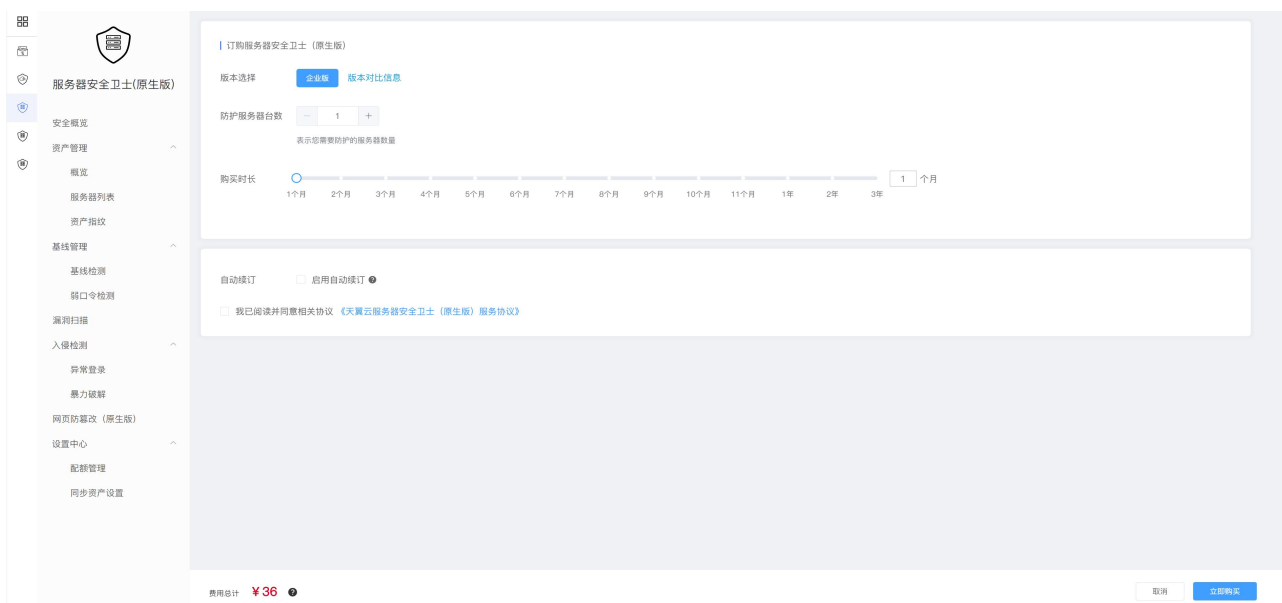 服务器安全卫士(原生版)
安全概览
资产管理
概览
服务器列表
资产指纹
基线管理
基线检测
弱口令检测
漏洞扫描
入侵检测
异常登录
暴力破解
网页防篡改（原生版）
设置中心
配额管理
同步资产设置
订购服务器安全卫士（原生版）
版本选择 企业版 版本对比信息
防护服务器台数 － 1 +
表示您需要防护的服务器数量
购买时长 1 个月
1个月 2个月 3个月 4个月 5个月 6个月 7个月 8个月 9个月 10个月 11个月 1年 2年 3年
自动续订 启用自动续订
我已阅读并同意相关协议 《天翼云服务器安全卫士（原生版）服务协议》
费用总计 ¥36 取消 立即购买